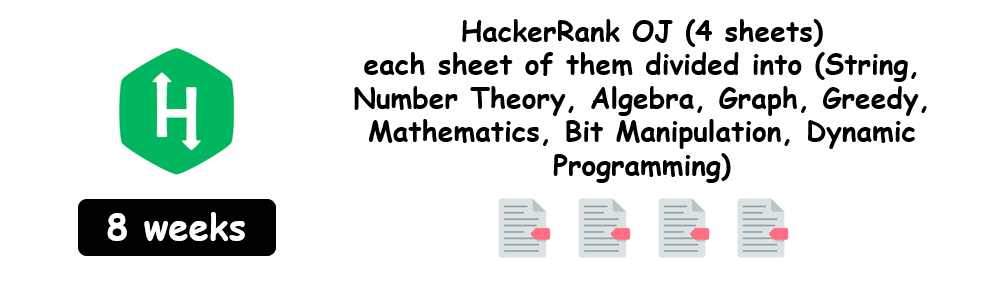 HackerRank OJ (4 sheets)
each sheet of them divided into (String,
Number Theory, Algebra, Graph, Greedy,
Mathematics, Bit Manipulation, Dynamic
Programming)
H
8 weeks